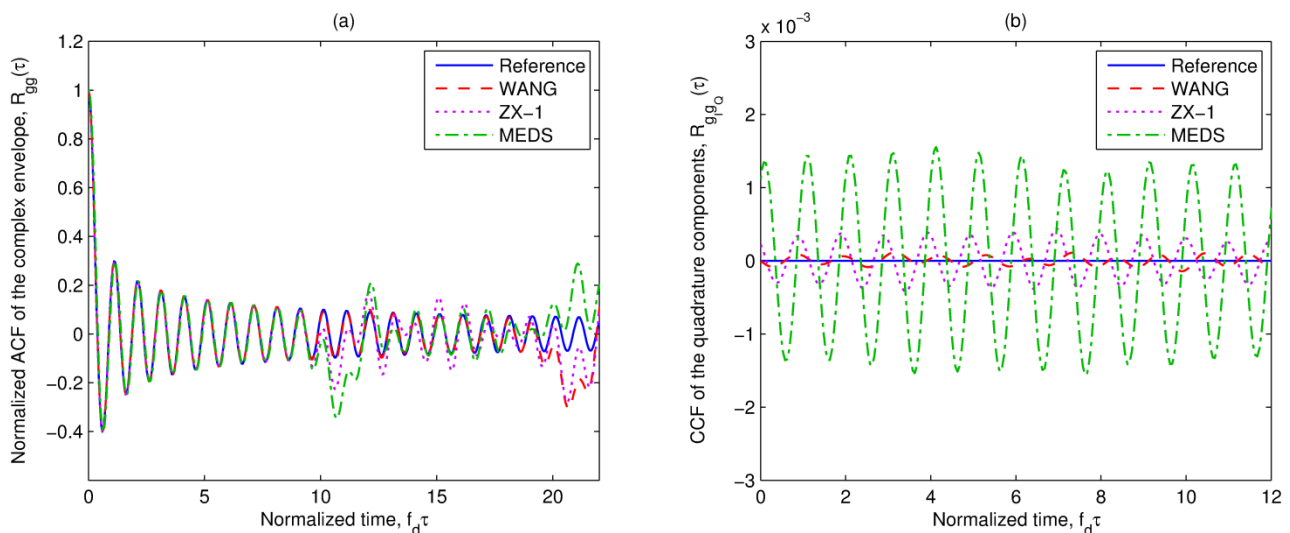 (a)
Normalized ACF of the complex envelope, R_gg(τ)
1.2
1
0.8
0.6
0.4
0.2
0
−0.2
−0.4
0 5 10 15 20
Normalized time, f_dτ
Reference
WANG
ZX−1
MEDS
(b)
x 10^−3
CCF of the quadrature components, R_g_Ig_Q(τ)
3
2
1
0
−1
−2
−3
0 2 4 6 8 10 12
Normalized time, f_dτ
Reference
WANG
ZX−1
MEDS